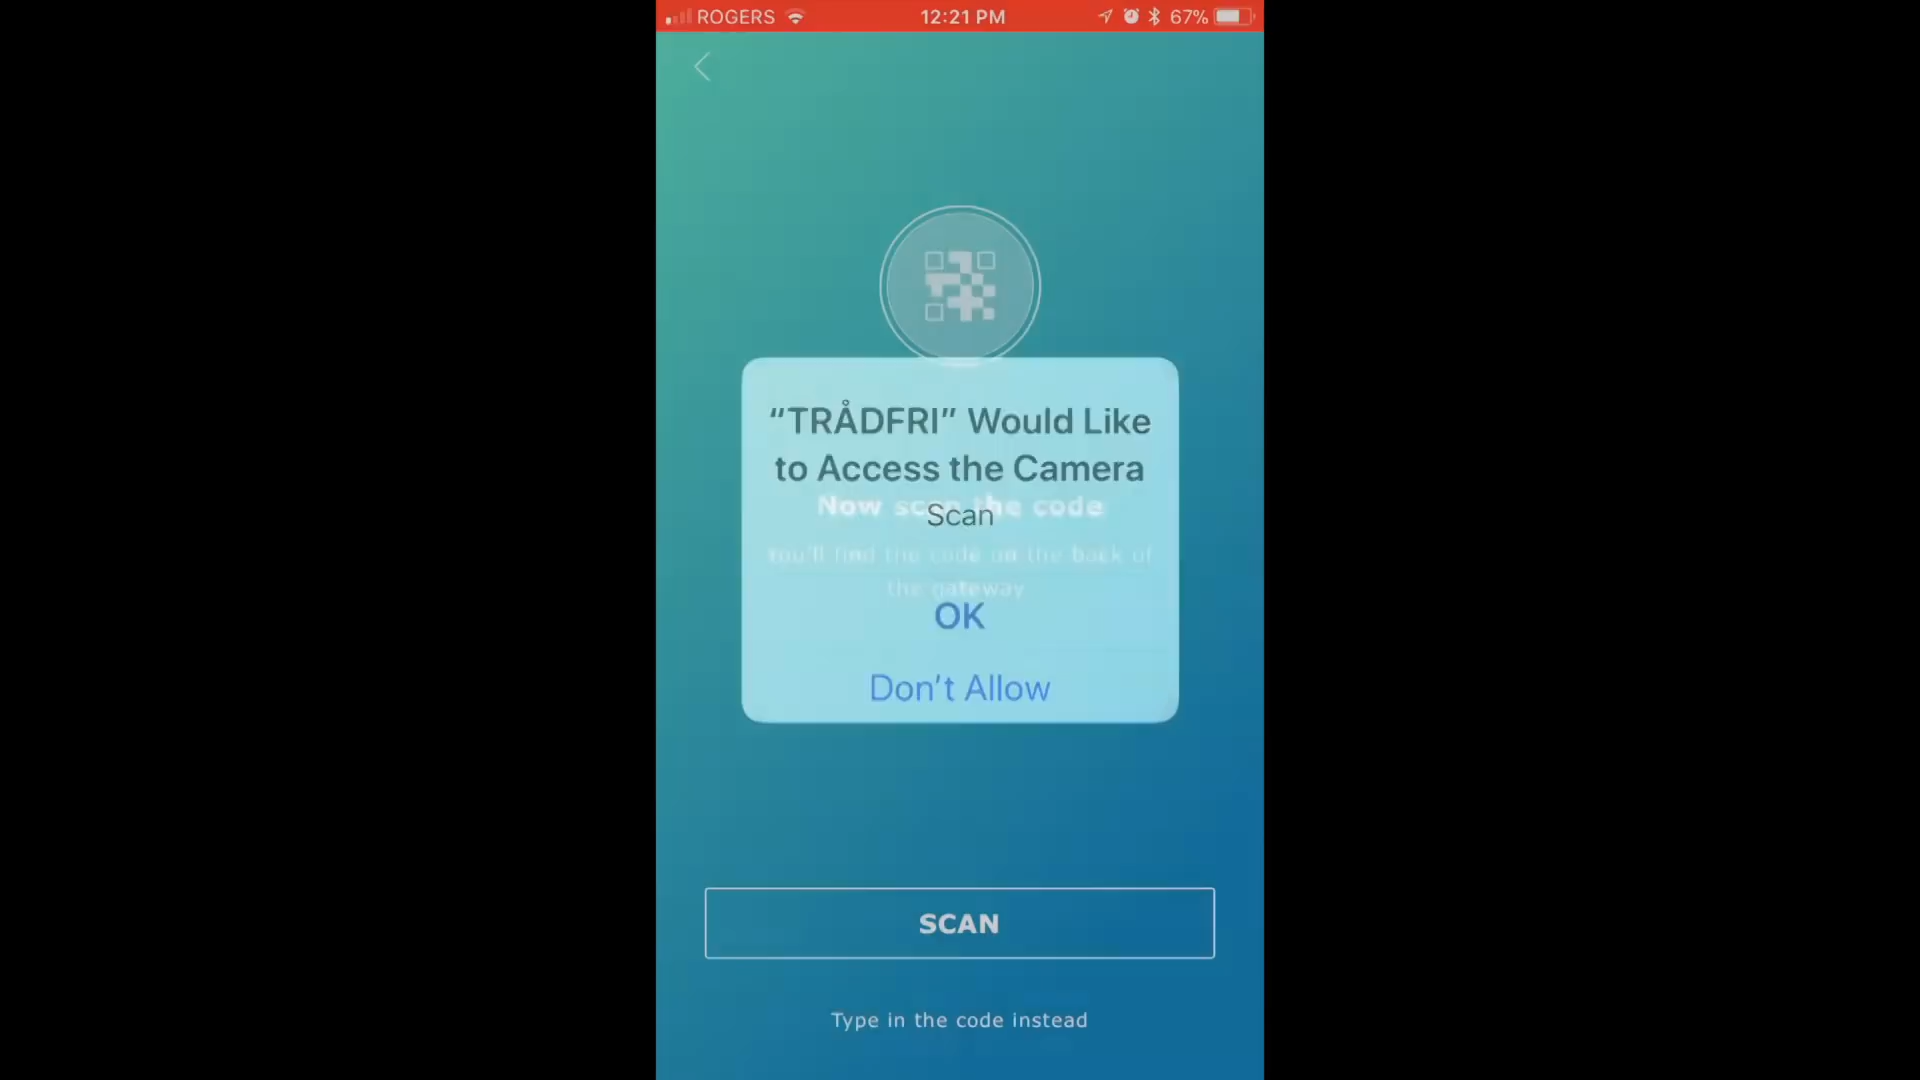 ROGERS 12:21 PM 67%
“TRÅDFRI” Would Like
to Access the Camera
Now scan the code
Scan
You'll find the code on the back of
the gateway
OK
Don’t Allow
SCAN
Type in the code instead